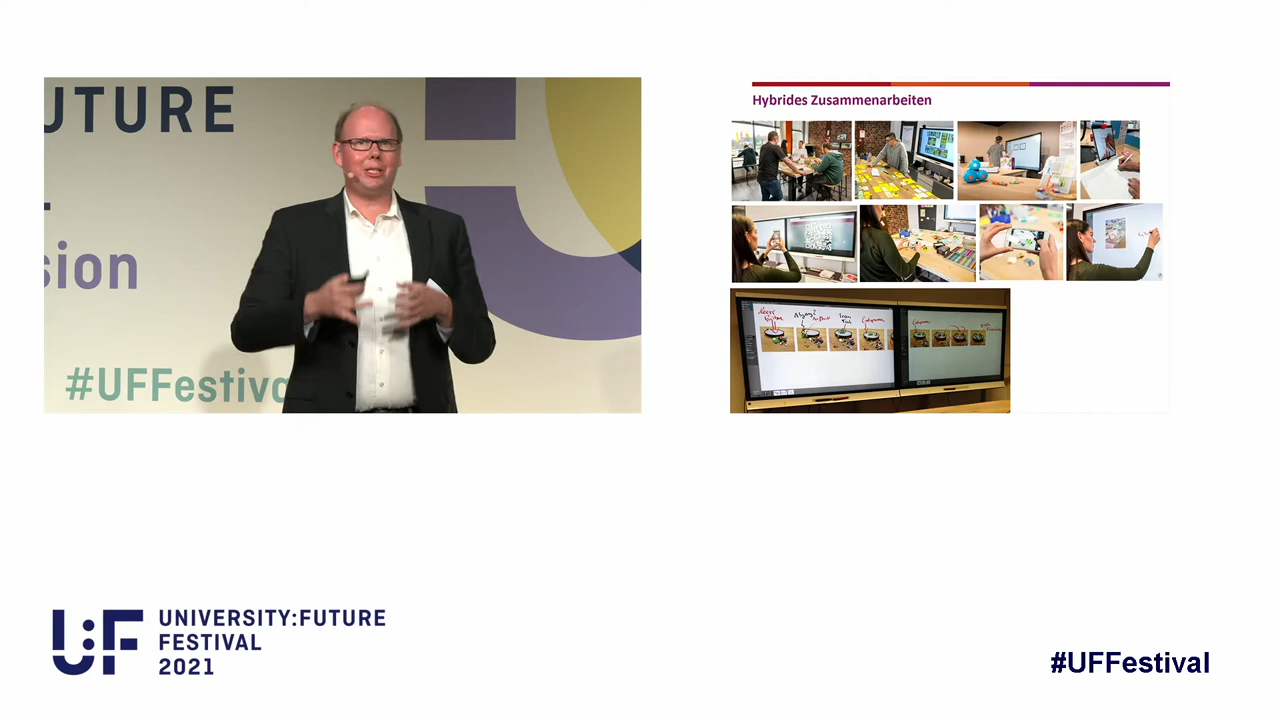 UTURE
sion
#UFFestiva
Hybrides Zusammenarbeiten
U:F
UNIVERSITY:FUTURE
FESTIVAL
2021
#UFFestival